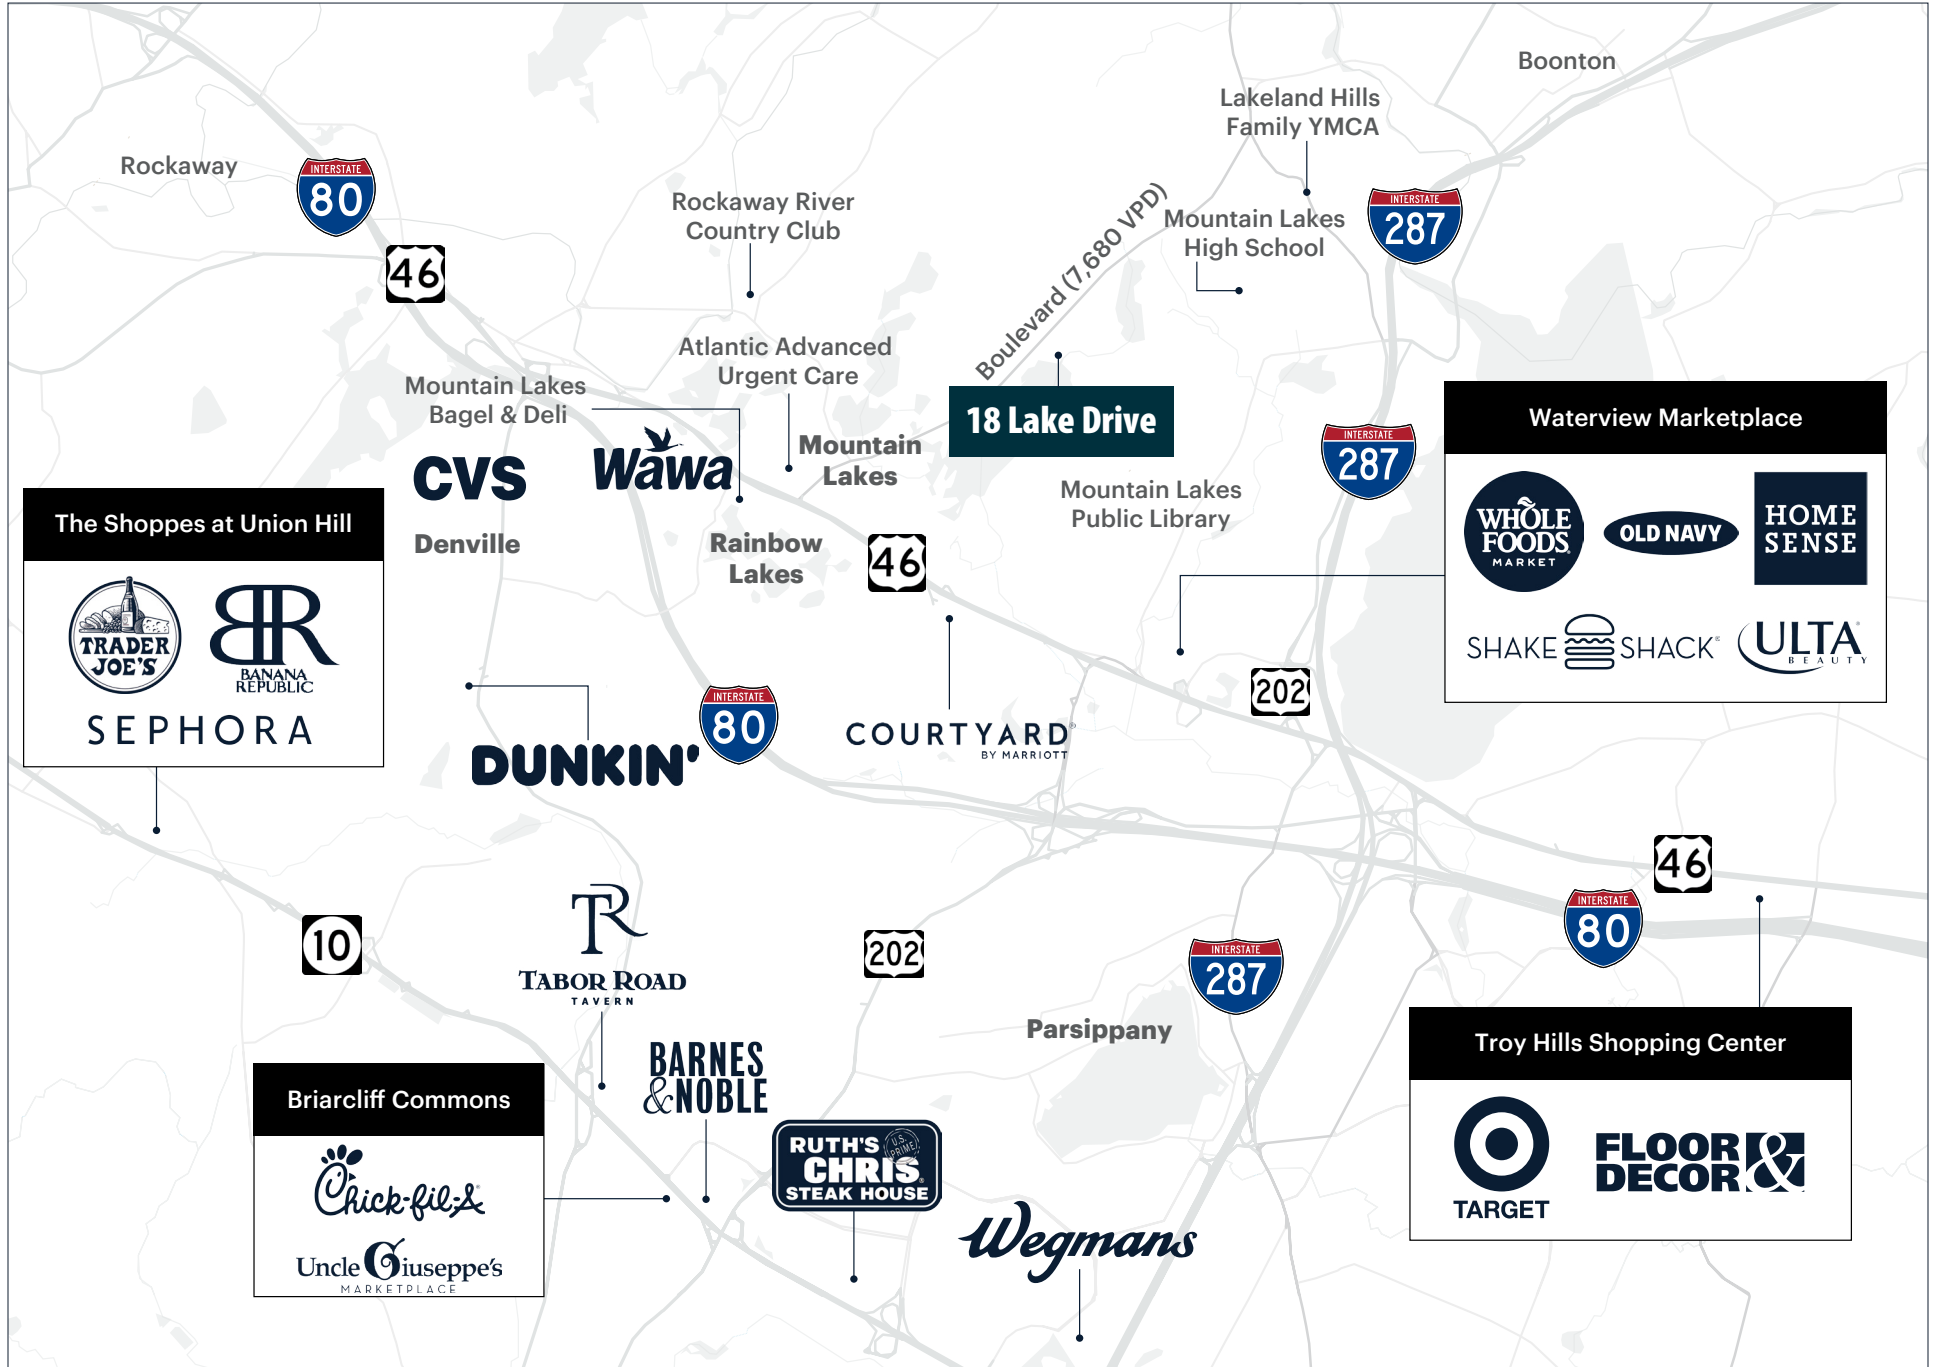 Boonton
Lakeland Hills
Family YMCA
Rockaway
INTERSTATE
80
Rockaway River
Country Club
Boulevard (7,680 VPD)
Mountain Lakes
High School
INTERSTATE
287
46
Atlantic Advanced
Urgent Care
Mountain Lakes
Bagel & Deli
18 Lake Drive
Waterview Marketplace
WHOLE
FOODS
MARKET
OLD NAVY
HOME
SENSE
SHAKE SHACK
ULTA
BEAUTY
INTERSTATE
287
CVS
Wawa
Mountain
Lakes
Mountain Lakes
Public Library
The Shoppes at Union Hill
TRADER
JOE'S
BR
BANANA
REPUBLIC
SEPHORA
Denville
Rainbow
Lakes
46
202
INTERSTATE
80
DUNKIN'
COURTYARD®
BY MARRIOTT
46
INTERSTATE
80
10
TR
TABOR ROAD
TAVERN
202
INTERSTATE
287
Parsippany
Troy Hills Shopping Center
TARGET
FLOOR &
DECOR
BARNES
&NOBLE
Briarcliff Commons
Chick-fil-A
Uncle Giuseppe's
MARKETPLACE
RUTH'S
U.S.
PRIME
CHRIS
STEAK HOUSE
Wegmans